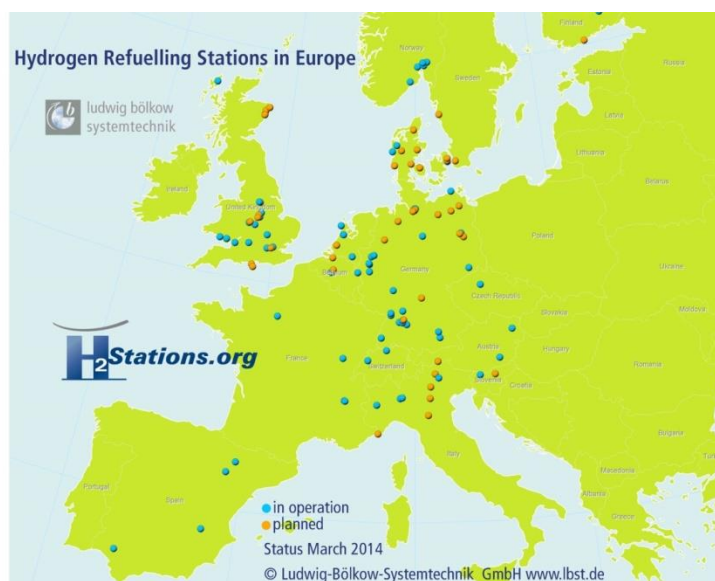 Hydrogen Refuelling Stations in Europe
ludwig bölkow
systemtechnik
Norway
Sweden
Finland
Estonia
Russia
Latvia
Lithuania
Belarus
Ireland
United Kingdom
Poland
Belgium
Germany
Ukraine
Czech Republic
Slovakia
Moldova
H2Stations.org
France
Austria
Hungary
Switzerland
Slovenia
Croatia
Romania
Italy
Bulgaria
Portugal
Spain
Macedonia
Albania
Greece
in operation
planned
Status March 2014
© Ludwig-Bölkow-Systemtechnik GmbH www.lbst.de